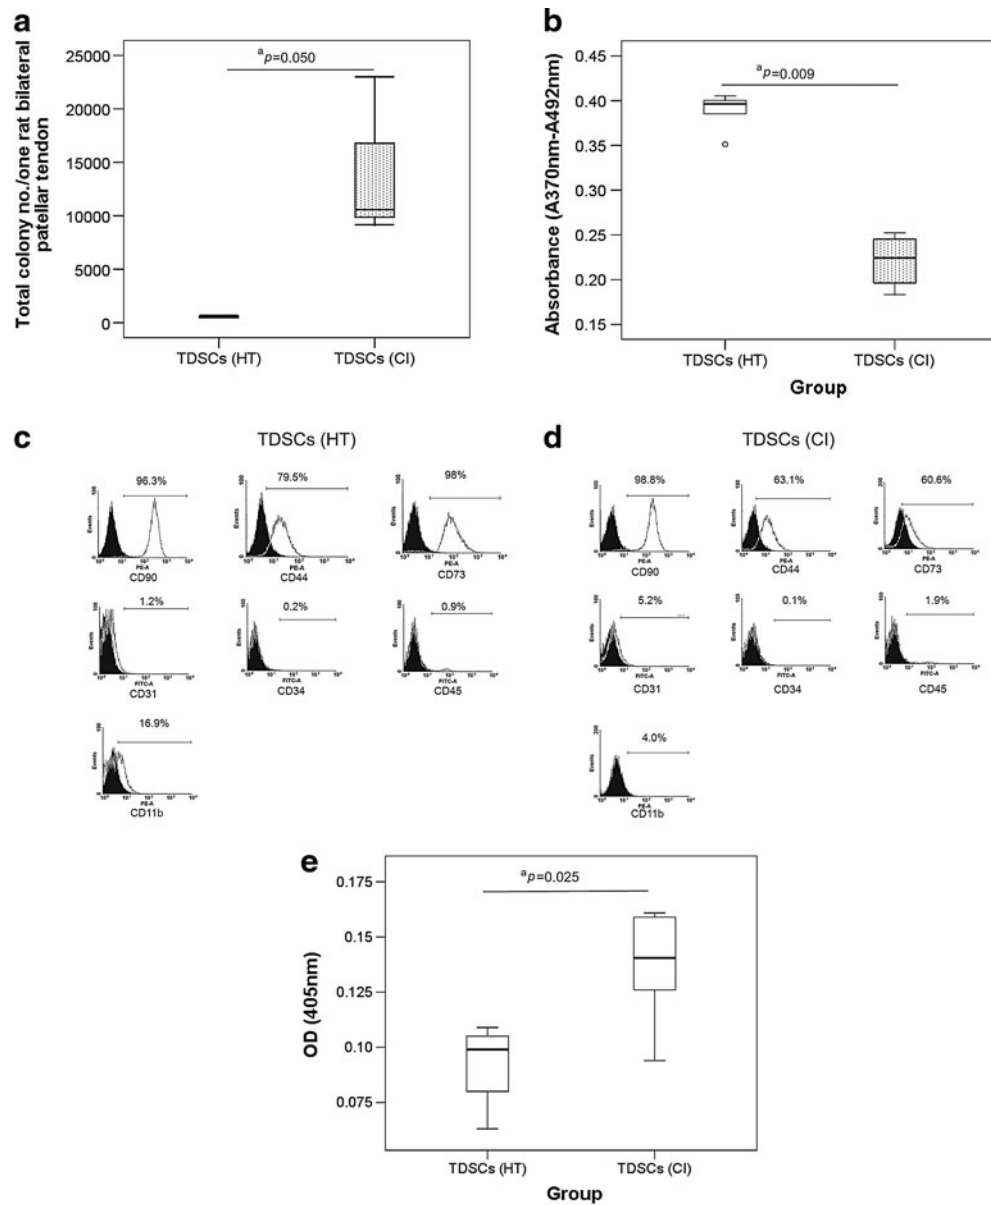 a
Total colony no./one rat bilateral
patellar tendon
25000
20000
15000
10000
5000
0
ap=0.050
TDSCs (HT)
TDSCs (CI)
b
Absorbance (A370nm-A492nm)
0.45
0.40
0.35
0.30
0.25
0.20
0.15
ap=0.009
TDSCs (HT)
TDSCs (CI)
Group
c
TDSCs (HT)
96.3%
79.5%
98%
CD90
CD44
CD73
1.2%
0.2%
0.9%
CD31
CD34
CD45
16.9%
CD11b
d
TDSCs (CI)
98.8%
63.1%
60.6%
CD90
CD44
CD73
5.2%
0.1%
1.9%
CD31
CD34
CD45
4.0%
CD11b
e
OD (405nm)
0.175
0.15
0.125
0.10
0.075
ap=0.025
TDSCs (HT)
TDSCs (CI)
Group